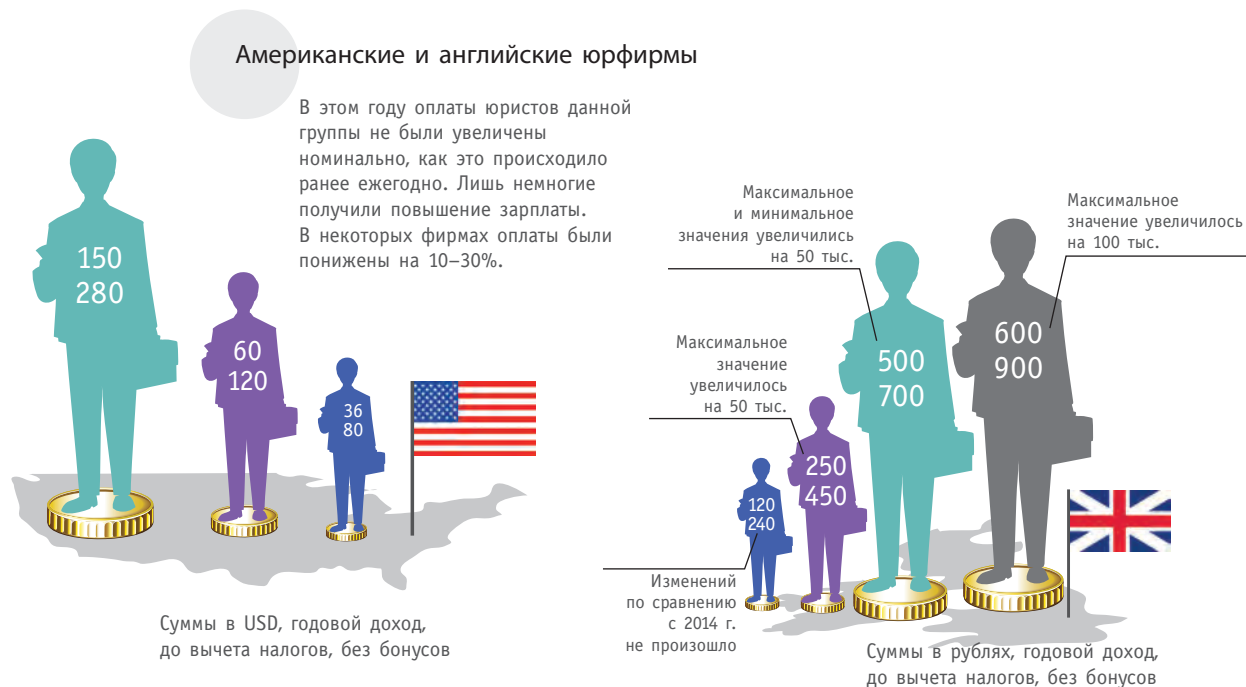 Американские и английские юрфирмы
В этом году оплаты юристов данной
группы не были увеличены
номинально, как это происходило
ранее ежегодно. Лишь немногие
получили повышение зарплаты.
В некоторых фирмах оплаты были
понижены на 10–30%.
150
280
60
120
36
80
Суммы в USD, годовой доход,
до вычета налогов, без бонусов
Максимальное
и минимальное
значения увеличились
на 50 тыс.
Максимальное
значение увеличилось
на 100 тыс.
Максимальное
значение
увеличилось
на 50 тыс.
120
240
250
450
500
700
600
900
Изменений
по сравнению
с 2014 г.
не произошло
Суммы в рублях, годовой доход,
до вычета налогов, без бонусов